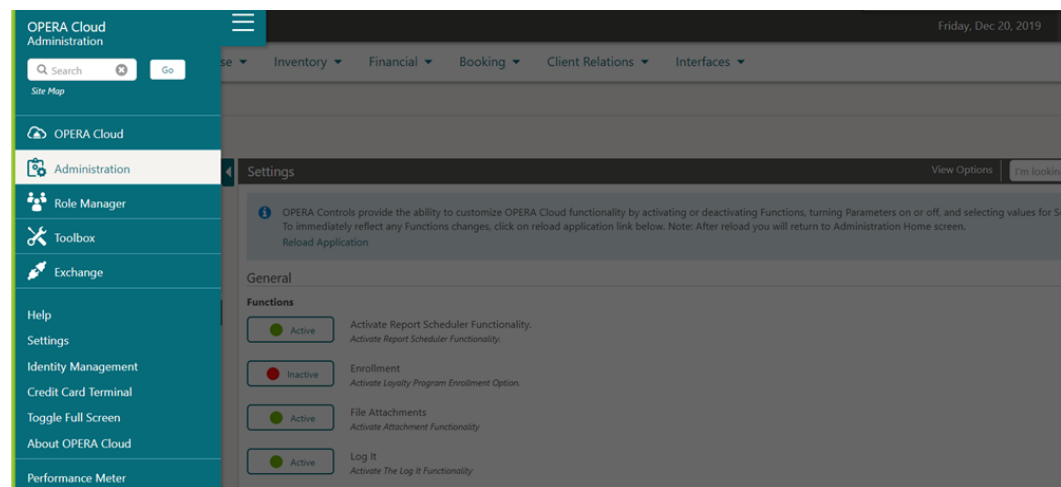 OPERA Cloud
Administration
Friday, Dec 20, 2019
Search
Go
Site Map
se Inventory Financial Booking Client Relations Interfaces
OPERA Cloud
Administration
Role Manager
Toolbox
Exchange
Help
Settings
Identity Management
Credit Card Terminal
Toggle Full Screen
About OPERA Cloud
Performance Meter
Settings
View Options
I'm lookin
OPERA Controls provide the ability to customize OPERA Cloud functionality by activating or deactivating Functions, turning Parameters on or off, and selecting values for S
To immediately reflect any Functions changes, click on reload application link below. Note: After reload you will return to Administration Home screen.
Reload Application
General
Functions
Active
Activate Report Scheduler Functionality.
Activate Report Scheduler Functionality.
Inactive
Enrollment
Activate Loyalty Program Enrollment Option.
Active
File Attachments
Activate Attachment Functionality
Active
Log It
Activate The Log It Functionality